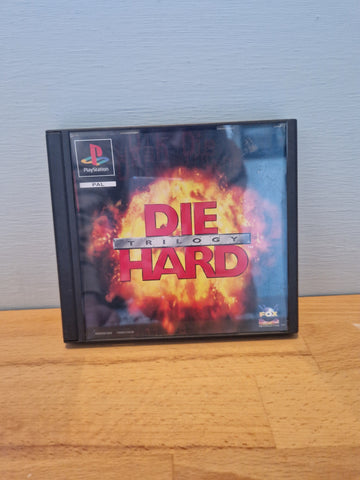 PlayStation
PAL
DIE
TRILOGY
HARD
FOX